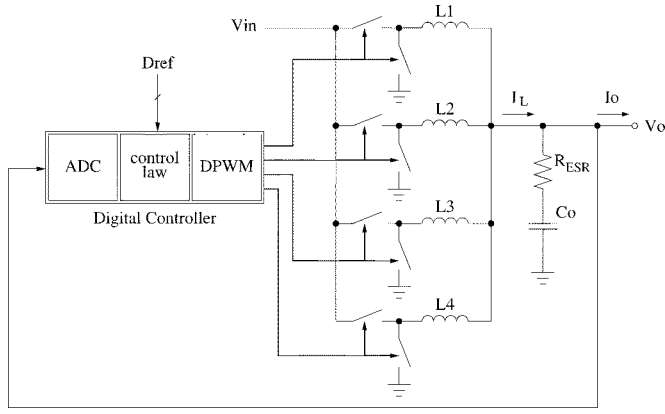 Vin
L1
Dref
L2
I_L
Io
Vo
ADC
control
law
DPWM
R_ESR
Digital Controller
L3
Co
L4